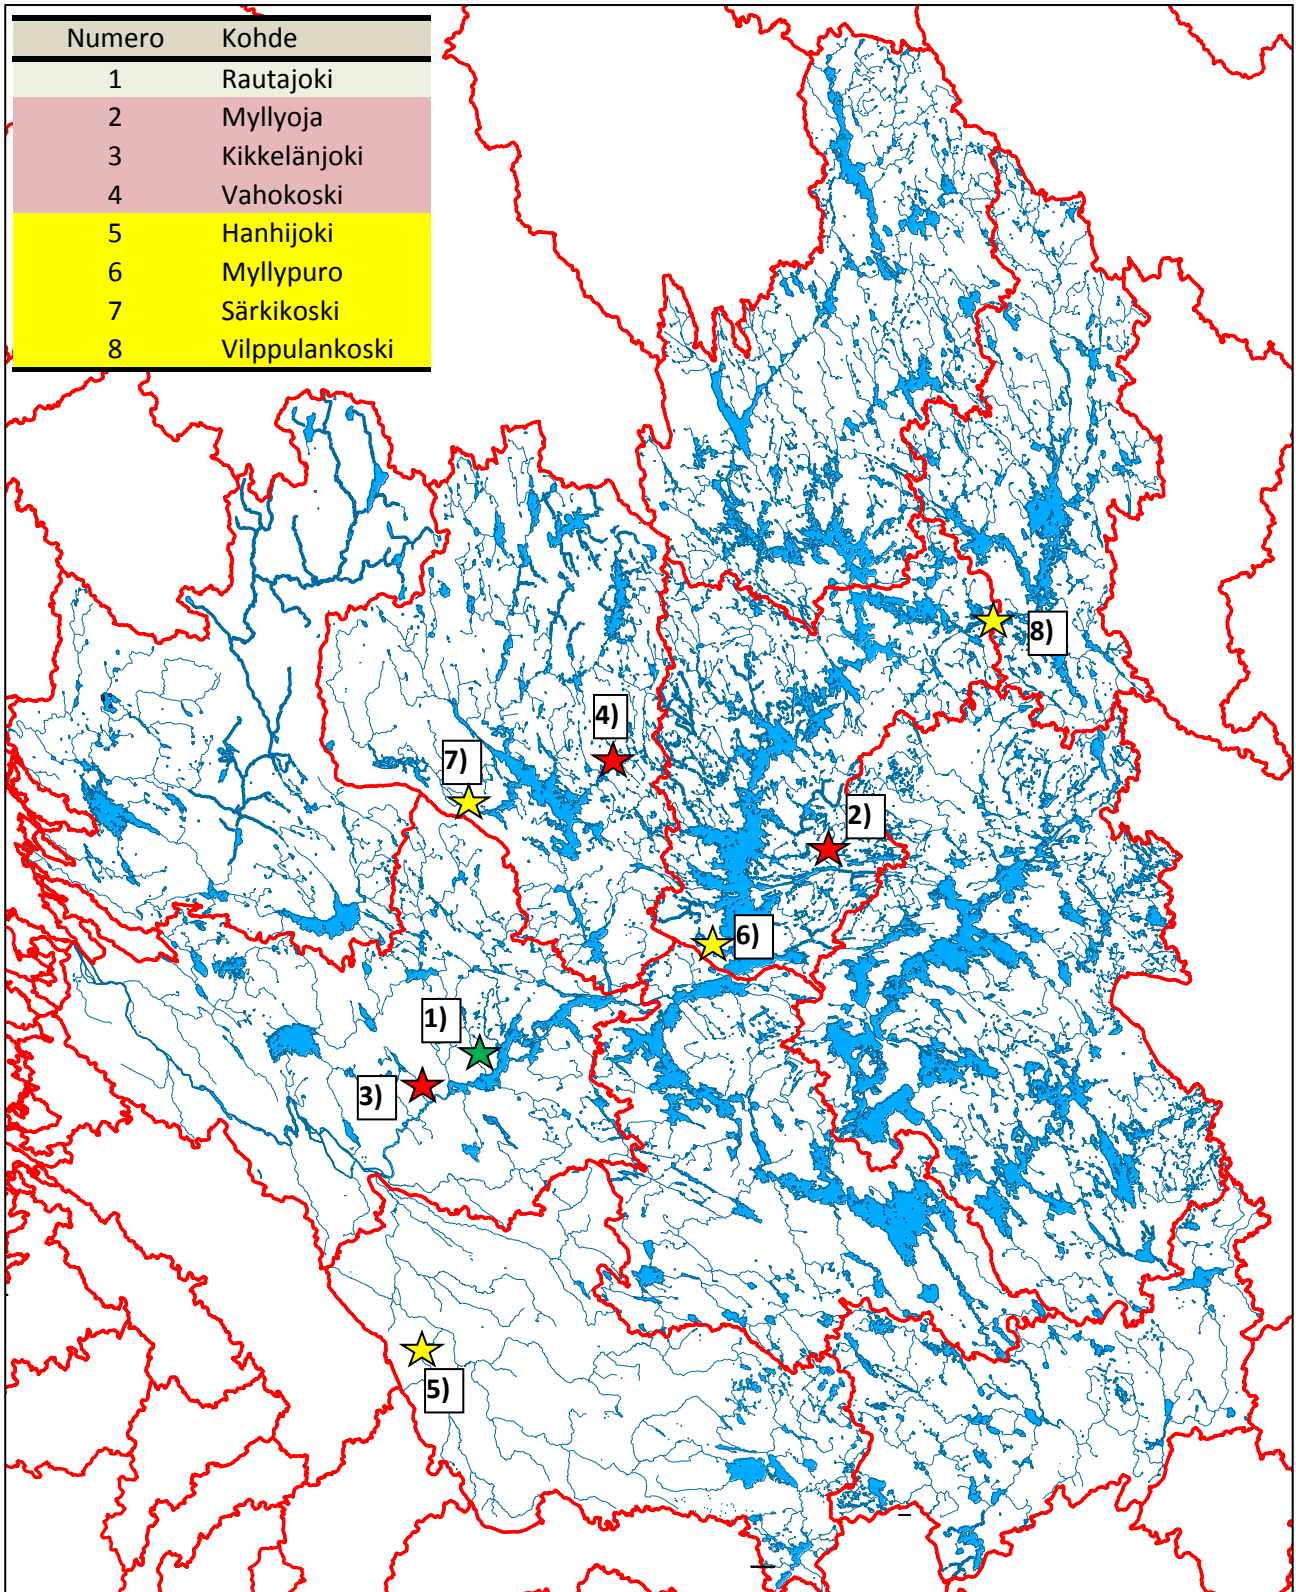 Numero Kohde
1 Rautajoki
2 Myllyoja
3 Kikkelänjoki
4 Vahokoski
5 Hanhijoki
6 Myllypuro
7 Särkikoski
8 Vilppulankoski
8)
4)
7)
2)
6)
1)
3)
5)